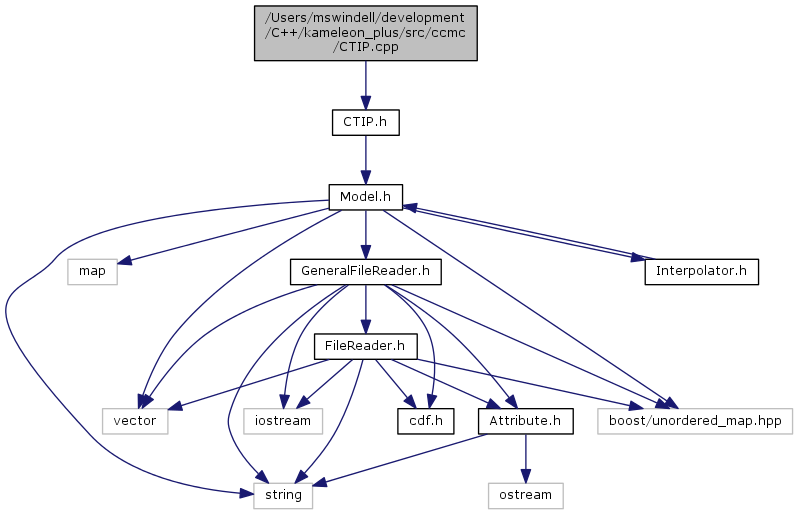 /Users/mswindell/development
/C++/kameleon_plus/src/ccmc
/CTIP.cpp
CTIP.h
Model.h
map
GeneralFileReader.h
Interpolator.h
FileReader.h
vector
iostream
cdf.h
Attribute.h
boost/unordered_map.hpp
string
ostream